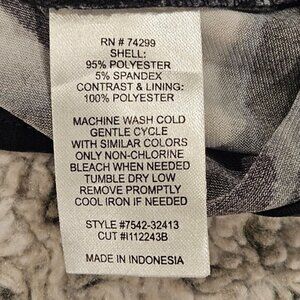 RN # 74299
SHELL:
95% POLYESTER
5% SPANDEX
CONTRAST & LINING:
100% POLYESTER
MACHINE WASH COLD
GENTLE CYCLE
WITH SIMILAR COLORS
ONLY NON-CHLORINE
BLEACH WHEN NEEDED
TUMBLE DRY LOW
REMOVE PROMPTLY
COOL IRON IF NEEDED
STYLE #7542-32413
CUT #I112243B
MADE IN INDONESIA